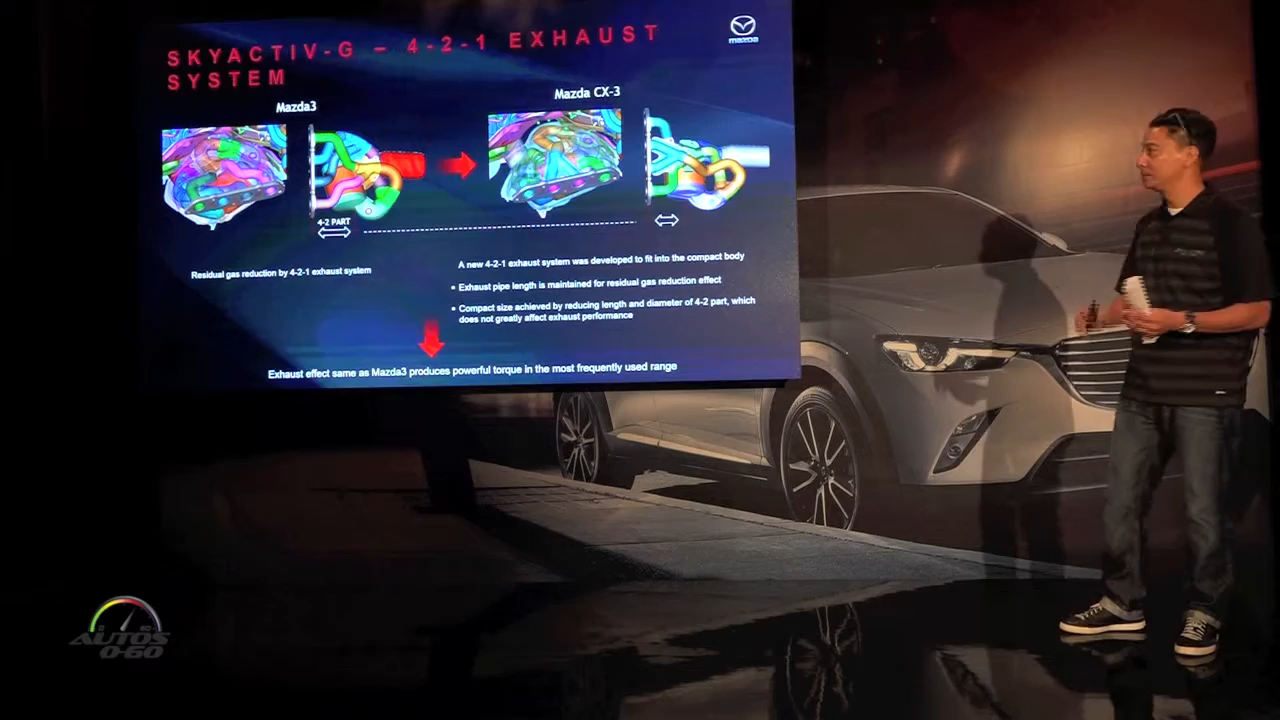 SKYACTIV-G – 4-2-1 EXHAUST
SYSTEM
mazda
Mazda3
Mazda CX-3
4-2 PART
Residual gas reduction by 4-2-1 exhaust system
A new 4-2-1 exhaust system was developed to fit into the compact body
• Exhaust pipe length is maintained for residual gas reduction effect
• Compact size achieved by reducing length and diameter of 4-2 part, which
does not greatly affect exhaust performance
Exhaust effect same as Mazda3 produces powerful torque in the most frequently used range
AUTOS
0-60